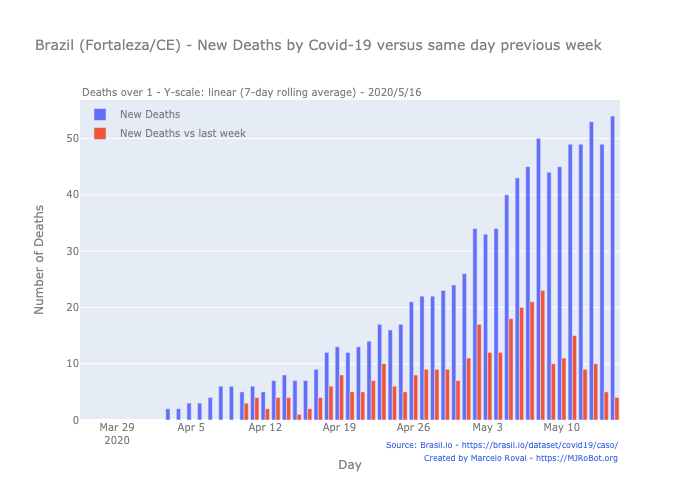 Brazil (Fortaleza/CE) - New Deaths by Covid-19 versus same day previous week
Deaths over 1 - Y-scale: linear (7-day rolling average) - 2020/5/16
New Deaths
New Deaths vs last week
Number of Deaths
50
40
30
20
10
0
Mar 29
2020
Apr 5
Apr 12
Apr 19
Apr 26
May 3
May 10
Day
Source: Brasil.io - https://brasil.io/dataset/covid19/caso/
Created by Marcelo Rovai - https://MJRoBot.org